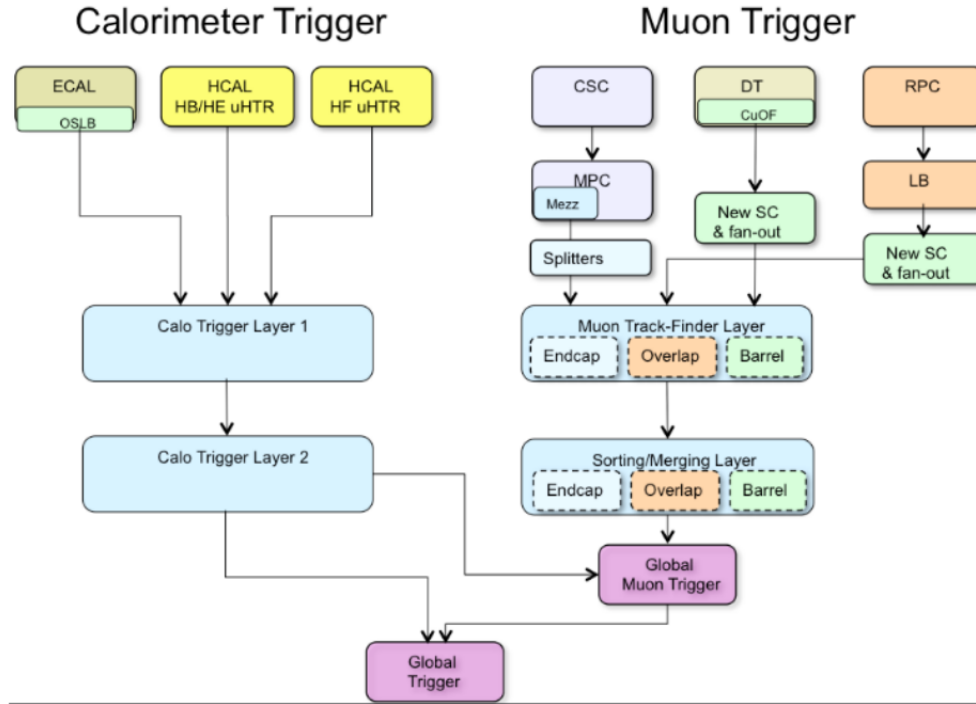 Calorimeter Trigger
Muon Trigger
ECAL
OSLB
HCAL
HB/HE uHTR
HCAL
HF uHTR
CSC
DT
CuOF
RPC
MPC
Mezz
LB
New SC
& fan-out
Splitters
New SC
& fan-out
Calo Trigger Layer 1
Muon Track-Finder Layer
Endcap
Overlap
Barrel
Calo Trigger Layer 2
Sorting/Merging Layer
Endcap
Overlap
Barrel
Global
Muon Trigger
Global
Trigger